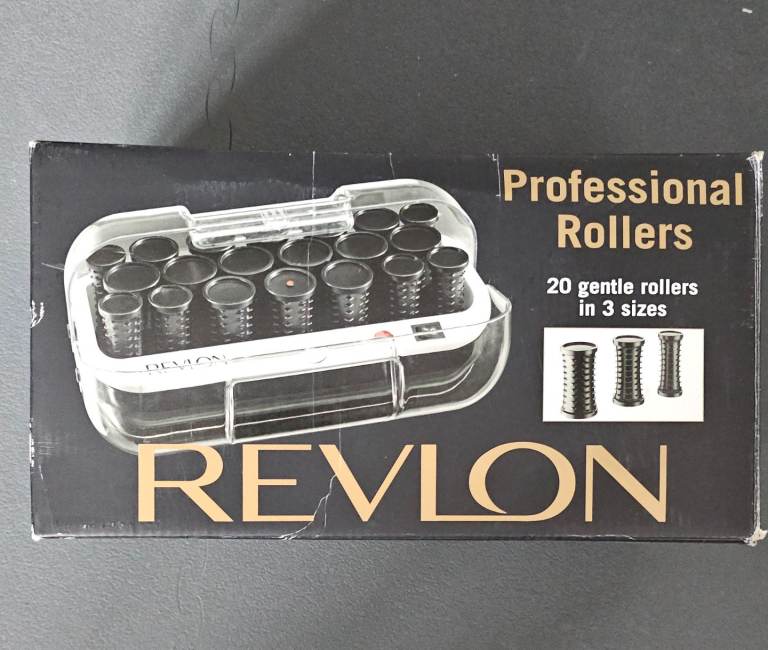 Professional
Rollers
20 gentle rollers
in 3 sizes
REVLON
REVLON